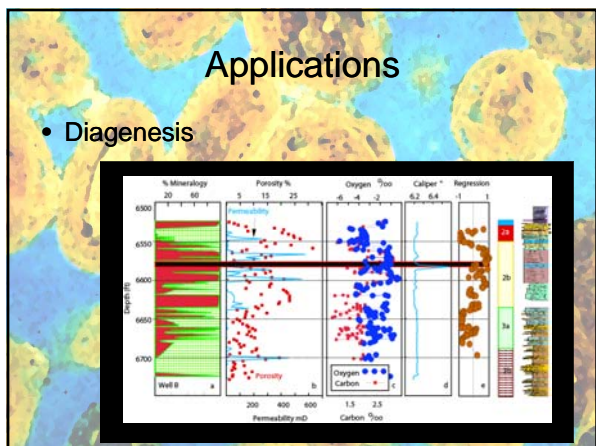 Applications
• Diagenesis
% Mineralogy Porosity % Oxygen o/oo Caliper " Regression
20 60 5 15 25 -6 -4 -2 6.2 6.4 -1 1
Permeability
6500
6550
6600
6650
6700
Depth (Ft)
2a
2b
3a
Well B a b c d e
Porosity
Oxygen
Carbon
200 400 600 1.5 2.5
Permeability mD Carbon o/oo